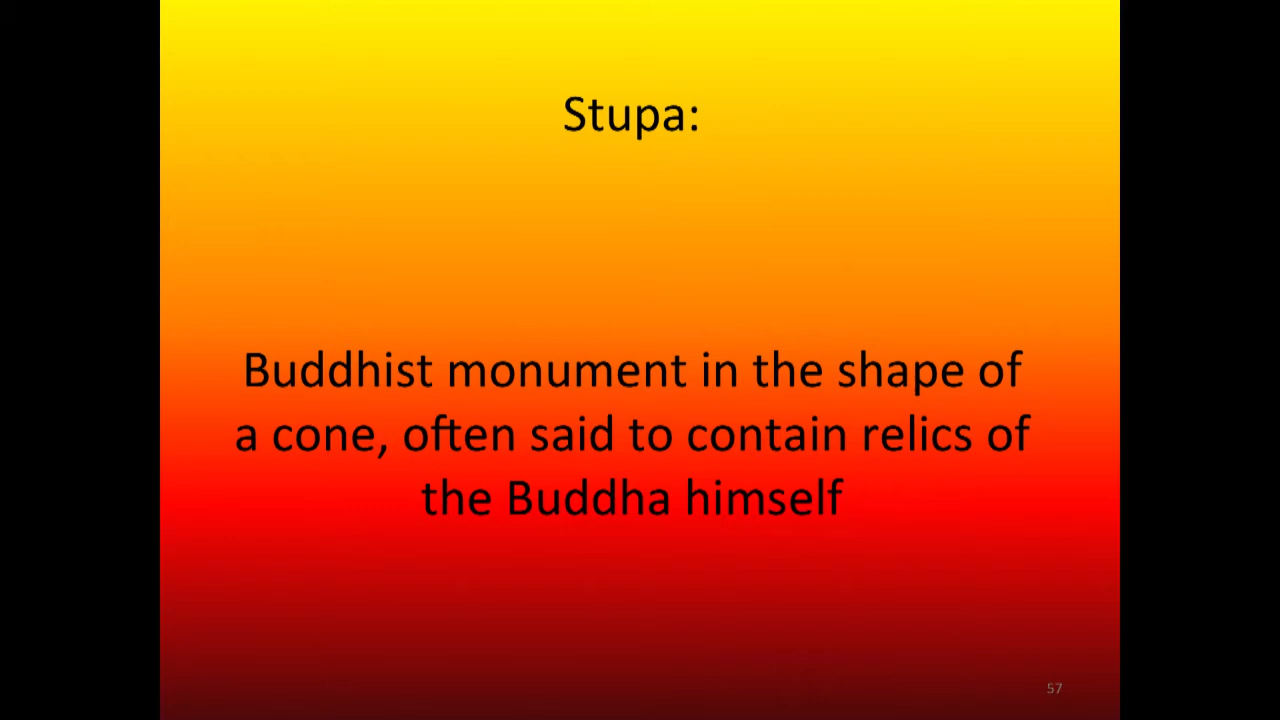 Stupa:
Buddhist monument in the shape of
a cone, often said to contain relics of
the Buddha himself
57